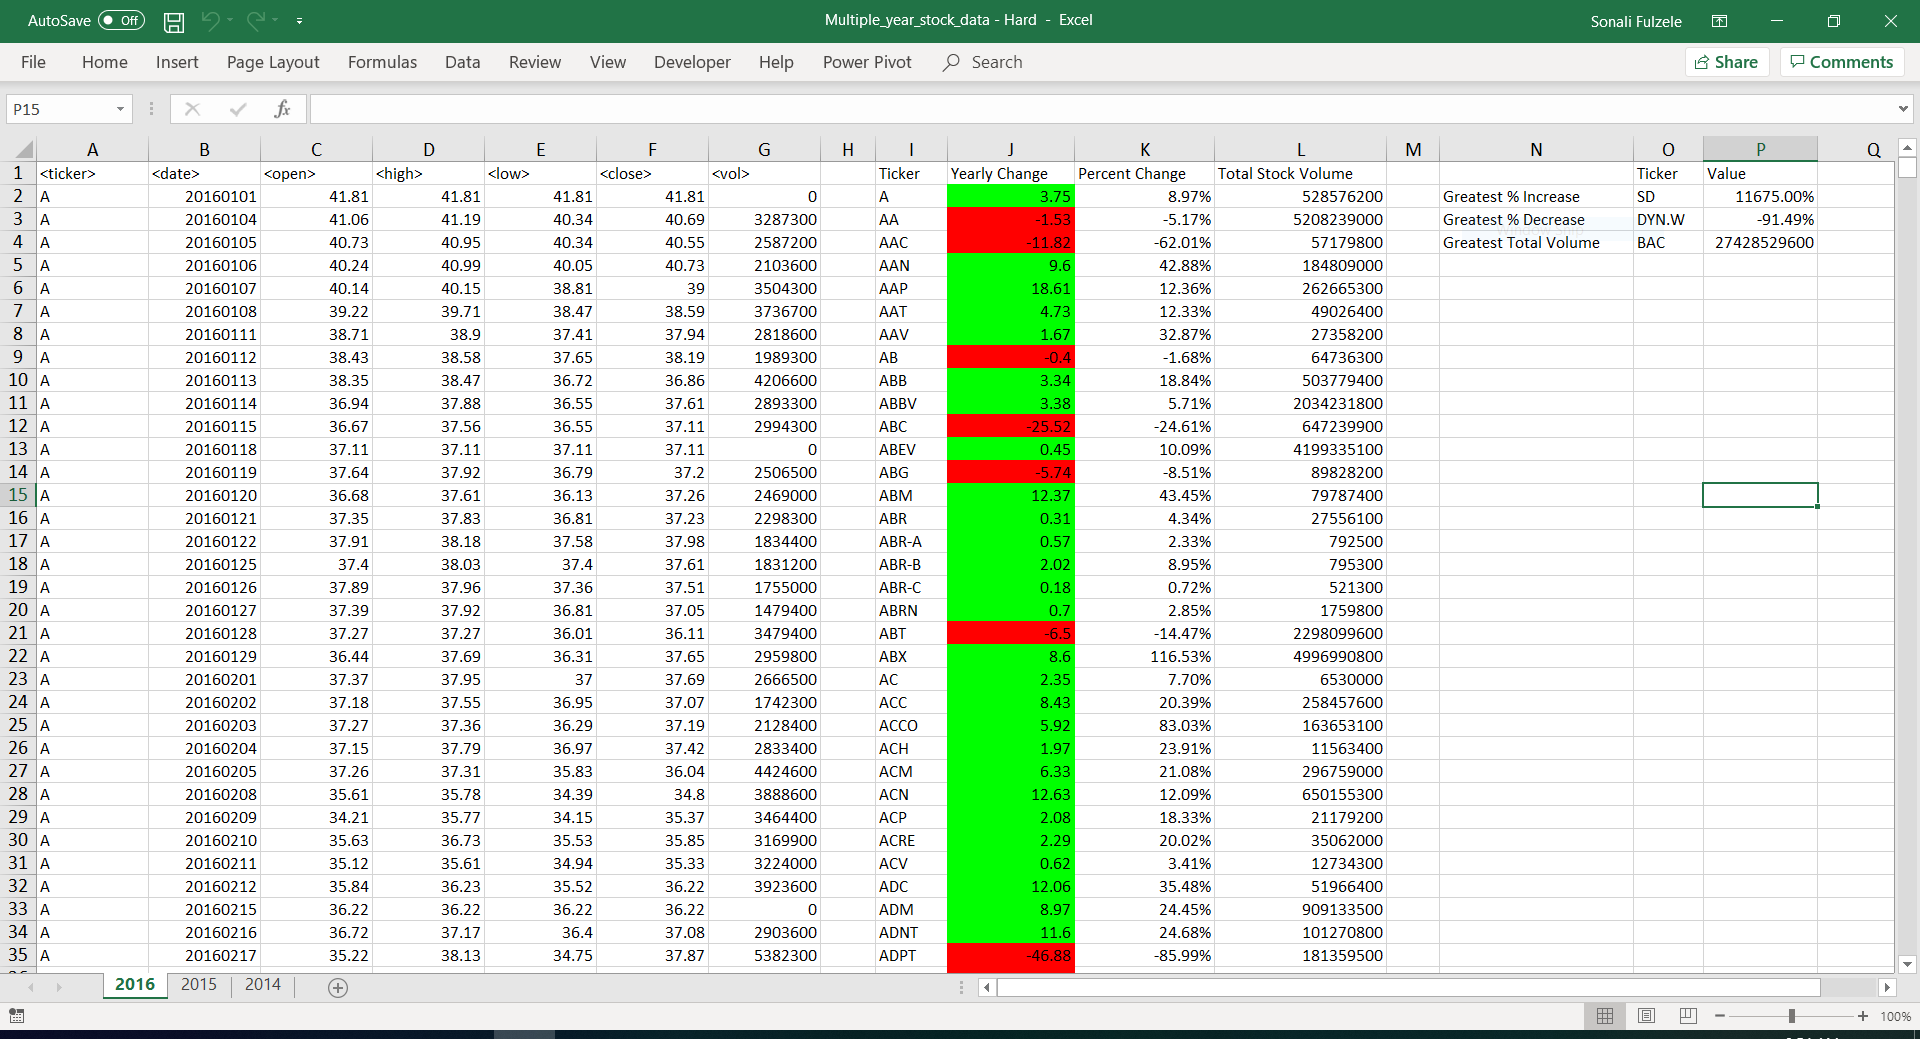 AutoSave Off Multiple_year_stock_data - Hard - Excel Sonali Fulzele
File Home Insert Page Layout Formulas Data Review View Developer Help Power Pivot Search Share Comments
P15 fx
A B C D E F G H I J K L M N O P Q
1 <ticker> <date> <open> <high> <low> <close> <vol> Ticker Yearly Change Percent Change Total Stock Volume Ticker Value
2 A 20160101 41.81 41.81 41.81 41.81 0 A 3.75 8.97% 528576200 Greatest % Increase SD 11675.00%
3 A 20160104 41.06 41.19 40.34 40.69 3287300 AA -1.53 -5.17% 5208239000 Greatest % Decrease DYN.W -91.49%
4 A 20160105 40.73 40.95 40.34 40.55 2587200 AAC -11.82 -62.01% 57179800 Greatest Total Volume BAC 27428529600
5 A 20160106 40.24 40.99 40.05 40.73 2103600 AAN 9.6 42.88% 184809000
6 A 20160107 40.14 40.15 38.81 39 3504300 AAP 18.61 12.36% 262665300
7 A 20160108 39.22 39.71 38.47 38.59 3736700 AAT 4.73 12.33% 49026400
8 A 20160111 38.71 38.9 37.41 37.94 2818600 AAV 1.67 32.87% 27358200
9 A 20160112 38.43 38.58 37.65 38.19 1989300 AB -0.4 -1.68% 64736300
10 A 20160113 38.35 38.47 36.72 36.86 4206600 ABB 3.34 18.84% 503779400
11 A 20160114 36.94 37.88 36.55 37.61 2893300 ABBV 3.38 5.71% 2034231800
12 A 20160115 36.67 37.56 36.55 37.11 2994300 ABC -25.52 -24.61% 647239900
13 A 20160118 37.11 37.11 37.11 37.11 0 ABEV 0.45 10.09% 4199335100
14 A 20160119 37.64 37.92 36.79 37.2 2506500 ABG -5.74 -8.51% 89828200
15 A 20160120 36.68 37.61 36.13 37.26 2469000 ABM 12.37 43.45% 79787400
16 A 20160121 37.35 37.83 36.81 37.23 2298300 ABR 0.31 4.34% 27556100
17 A 20160122 37.91 38.18 37.58 37.98 1834400 ABR-A 0.57 2.33% 792500
18 A 20160125 37.4 38.03 37.4 37.61 1831200 ABR-B 2.02 8.95% 795300
19 A 20160126 37.89 37.96 37.36 37.51 1755000 ABR-C 0.18 0.72% 521300
20 A 20160127 37.39 37.92 36.81 37.05 1479400 ABRN 0.7 2.85% 1759800
21 A 20160128 37.27 37.27 36.01 36.11 3479400 ABT -6.5 -14.47% 2298099600
22 A 20160129 36.44 37.69 36.31 37.65 2959800 ABX 8.6 116.53% 4996990800
23 A 20160201 37.37 37.95 37 37.69 2666500 AC 2.35 7.70% 6530000
24 A 20160202 37.18 37.55 36.95 37.07 1742300 ACC 8.43 20.39% 258457600
25 A 20160203 37.27 37.36 36.29 37.19 2128400 ACCO 5.92 83.03% 163653100
26 A 20160204 37.15 37.79 36.97 37.42 2833400 ACH 1.97 23.91% 11563400
27 A 20160205 37.26 37.31 35.83 36.04 4424600 ACM 6.33 21.08% 296759000
28 A 20160208 35.61 35.78 34.39 34.8 3888600 ACN 12.63 12.09% 650155300
29 A 20160209 34.21 35.77 34.15 35.37 3464400 ACP 2.08 18.33% 21179200
30 A 20160210 35.63 36.73 35.53 35.85 3169900 ACRE 2.29 20.02% 35062000
31 A 20160211 35.12 35.61 34.94 35.33 3224000 ACV 0.62 3.41% 12734300
32 A 20160212 35.84 36.23 35.52 36.22 3923600 ADC 12.06 35.48% 51966400
33 A 20160215 36.22 36.22 36.22 36.22 0 ADM 8.97 24.45% 909133500
34 A 20160216 36.72 37.17 36.4 37.08 2903600 ADNT 11.6 24.68% 101270800
35 A 20160217 35.22 38.13 34.75 37.87 5382300 ADPT -46.88 -85.99% 181359500
2016 2015 2014
100%